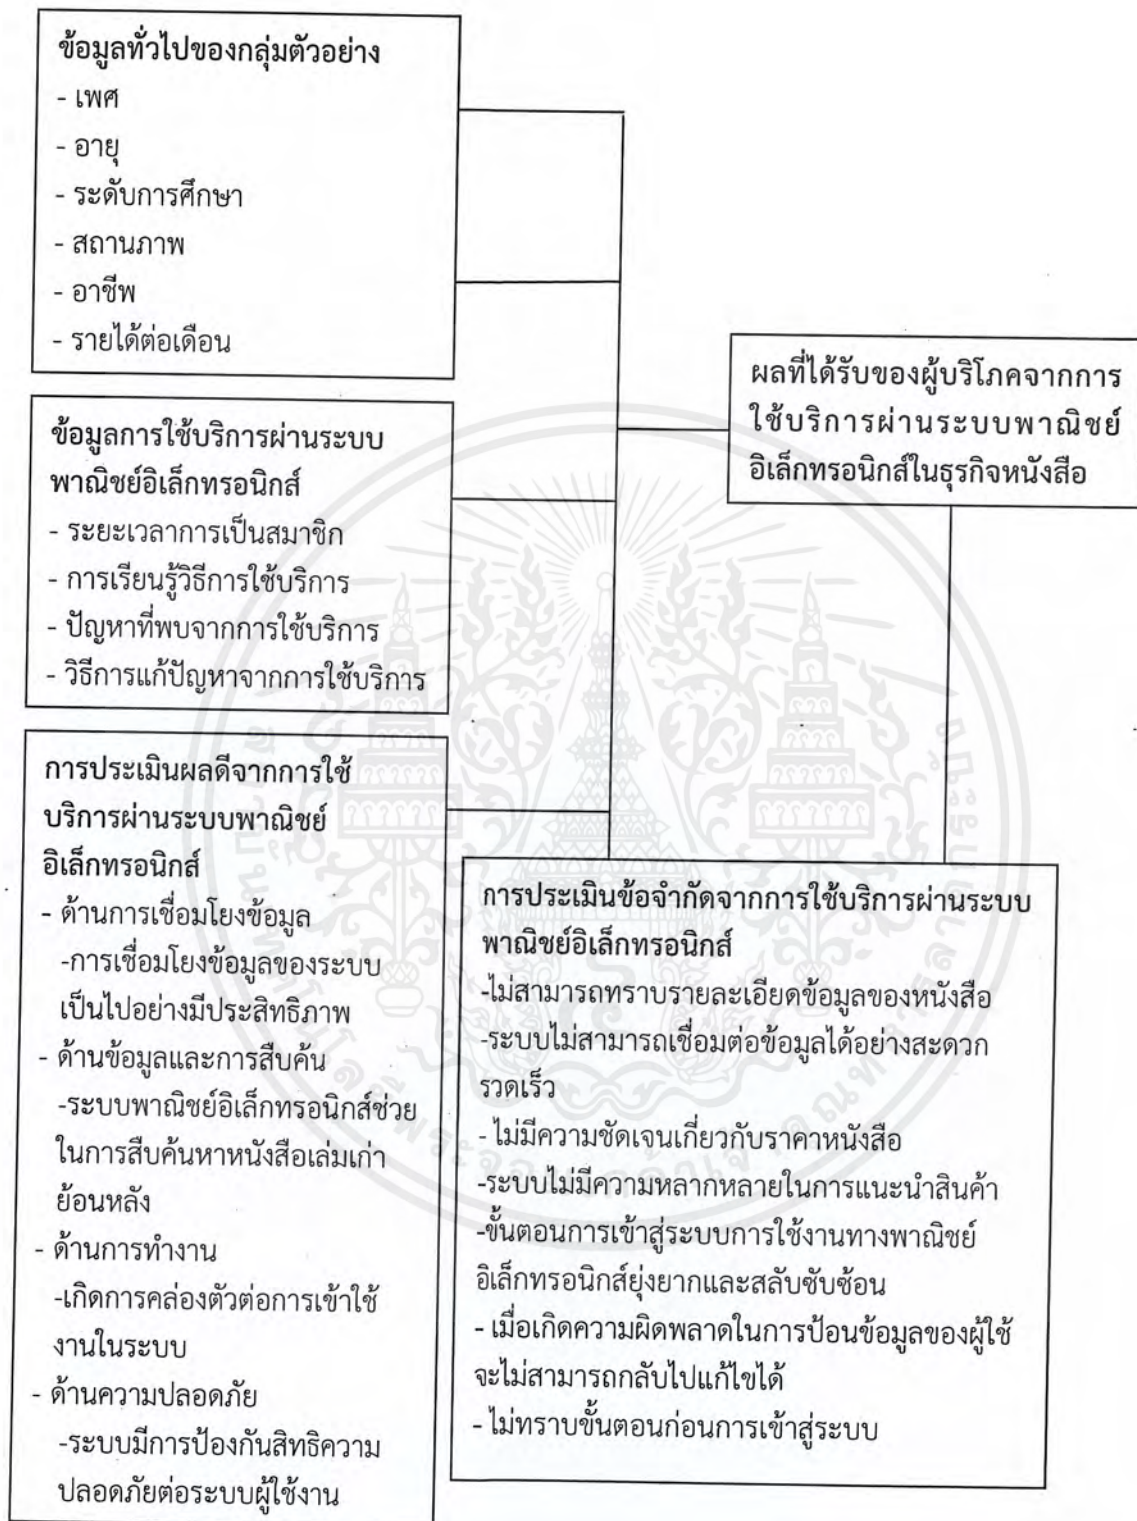 ข้อมูลทั่วไปของกลุ่มตัวอย่าง
- เพศ
- อายุ
- ระดับการศึกษา
- สถานภาพ
- อาชีพ
- รายได้ต่อเดือน
ข้อมูลการใช้บริการผ่านระบบ
พาณิชย์อิเล็กทรอนิกส์
- ระยะเวลาการเป็นสมาชิก
- การเรียนรู้วิธีการใช้บริการ
- ปัญหาที่พบจากการใช้บริการ
- วิธีการแก้ปัญหาจากการใช้บริการ
การประเมินผลดีจากการใช้
บริการผ่านระบบพาณิชย์
อิเล็กทรอนิกส์
- ด้านการเชื่อมโยงข้อมูล
-การเชื่อมโยงข้อมูลของระบบ
เป็นไปอย่างมีประสิทธิภาพ
- ด้านข้อมูลและการสืบค้น
-ระบบพาณิชย์อิเล็กทรอนิกส์ช่วย
ในการสืบค้นหาหนังสือเล่มเก่า
ย้อนหลัง
- ด้านการทำงาน
-เกิดการคล่องตัวต่อการเข้าใช้
งานในระบบ
- ด้านความปลอดภัย
-ระบบมีการป้องกันสิทธิความ
ปลอดภัยต่อระบบผู้ใช้งาน
ผลที่ได้รับของผู้บริโภคจากการ
ใช้บริการผ่านระบบพาณิชย์
อิเล็กทรอนิกส์ในธุรกิจหนังสือ
การประเมินข้อจำกัดจากการใช้บริการผ่านระบบ
พาณิชย์อิเล็กทรอนิกส์
-ไม่สามารถทราบรายละเอียดข้อมูลของหนังสือ
-ระบบไม่สามารถเชื่อมต่อข้อมูลได้อย่างสะดวก
รวดเร็ว
- ไม่มีความชัดเจนเกี่ยวกับราคาหนังสือ
-ระบบไม่มีความหลากหลายในการแนะนำสินค้า
-ขั้นตอนการเข้าสู่ระบบการใช้งานทางพาณิชย์
อิเล็กทรอนิกส์ยุ่งยากและสลับซับซ้อน
- เมื่อเกิดความผิดพลาดในการป้อนข้อมูลของผู้ใช้
จะไม่สามารถกลับไปแก้ไขได้
- ไม่ทราบขั้นตอนก่อนการเข้าสู่ระบบ